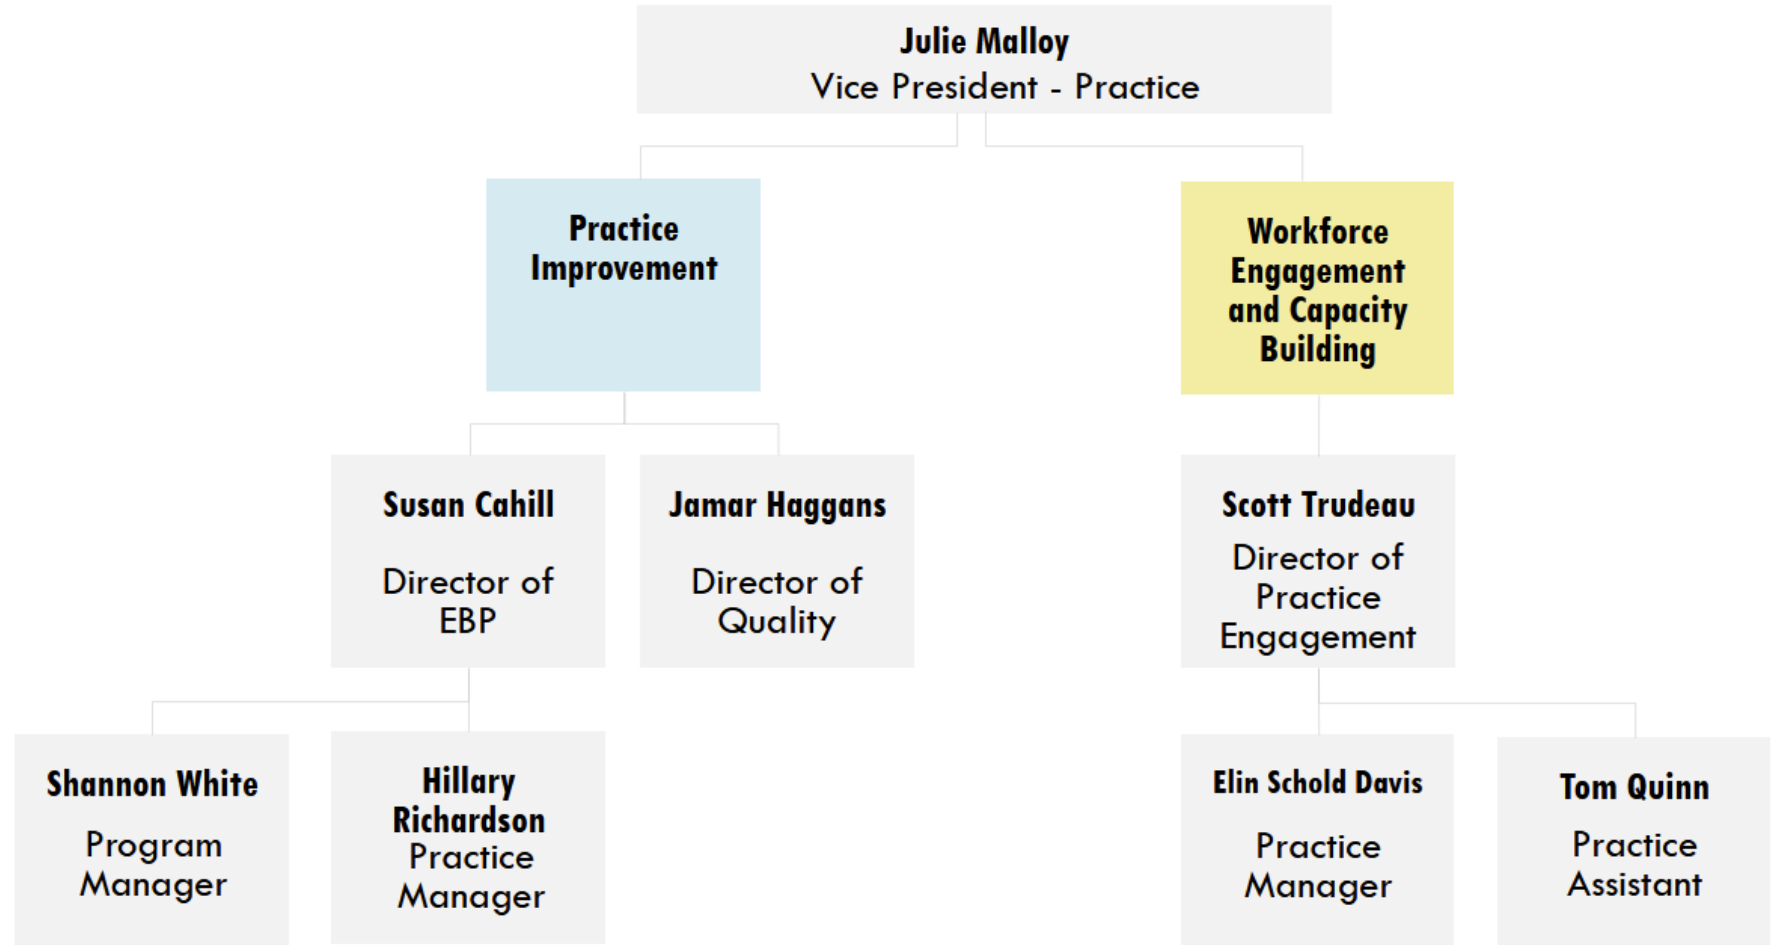 Julie Malloy
Vice President - Practice
Practice
Improvement
Workforce
Engagement
and Capacity
Building
Susan Cahill
Director of
EBP
Jamar Haggans
Director of
Quality
Scott Trudeau
Director of
Practice
Engagement
Shannon White
Program
Manager
Hillary
Richardson
Practice
Manager
Elin Schold Davis
Practice
Manager
Tom Quinn
Practice
Assistant